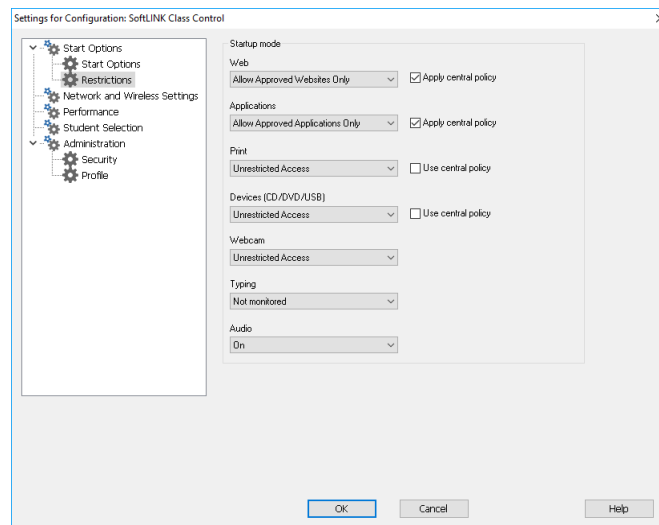 Settings for Configuration: SoftLINK Class Control
Start Options
Start Options
Restrictions
Network and Wireless Settings
Performance
Student Selection
Administration
Security
Profile
Startup mode
Web
Allow Approved Websites Only
Apply central policy
Applications
Allow Approved Applications Only
Apply central policy
Print
Unrestricted Access
Use central policy
Devices (CD/DVD/USB)
Unrestricted Access
Use central policy
Webcam
Unrestricted Access
Typing
Not monitored
Audio
On
OK
Cancel
Help